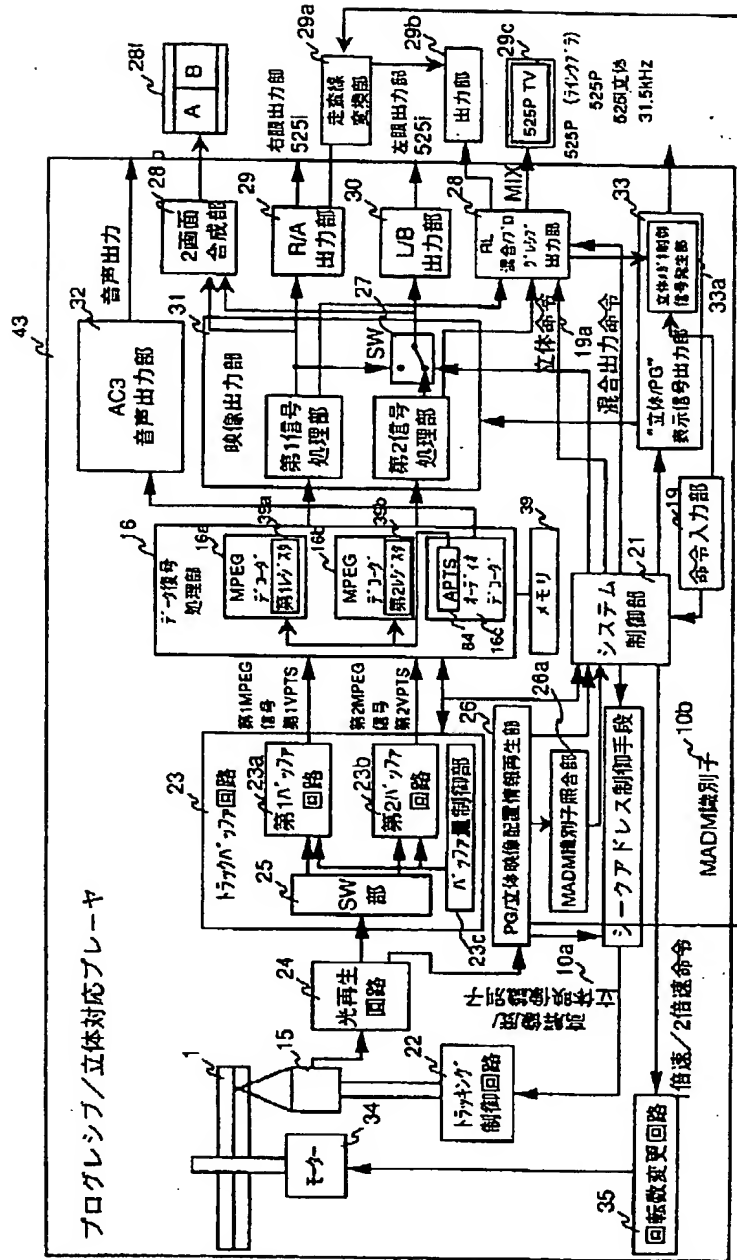 プログレシブ/立体対応プレーヤ
43
1
34
モーター
15
24
光再生
回路
22
トラッキング
制御回路
35
回転数変更回路
1倍速/2倍速命令
23
トラックバッファ回路
25
SW
部
23a
第1バッファ
回路
23b
第2バッファ
回路
23c
バッファ量制御部
第1MPEG
信号
第1VPTS
第2MPEG
信号
第2VPTS
26
PG/立体映像配置情報再生部
26a
MADM識別子照合部
10a
シークアドレス制御手段
10b
MADM識別子
16
データ復号
処理部
16a
MPEG
デコーダ
39a
第1レジスタ
16b
MPEG
デコーダ
39b
第2レジスタ
APTS
オーディオ
デコーダ
84
16c
39
メモリ
21
システム
制御部
19
命令入力部
32
AC3
音声出力部
音声出力
31
映像出力部
第1信号
処理部
第2信号
処理部
SW
27
28
2画面
合成部
28f
A
B
29
R/A
出力部
右眼出力部
525i
30
L/B
出力部
左眼出力部
525i
29a
走査線
変換部
29b
出力部
28
RL
混合/プロ
グレシブ
出力部
MIX
29c
525P TV
525P
525P
525i立体
31.5kHz
立体命令
19a
混合出力命令
33
"立体/PG"
表示信号出力部
信号発生部
33a